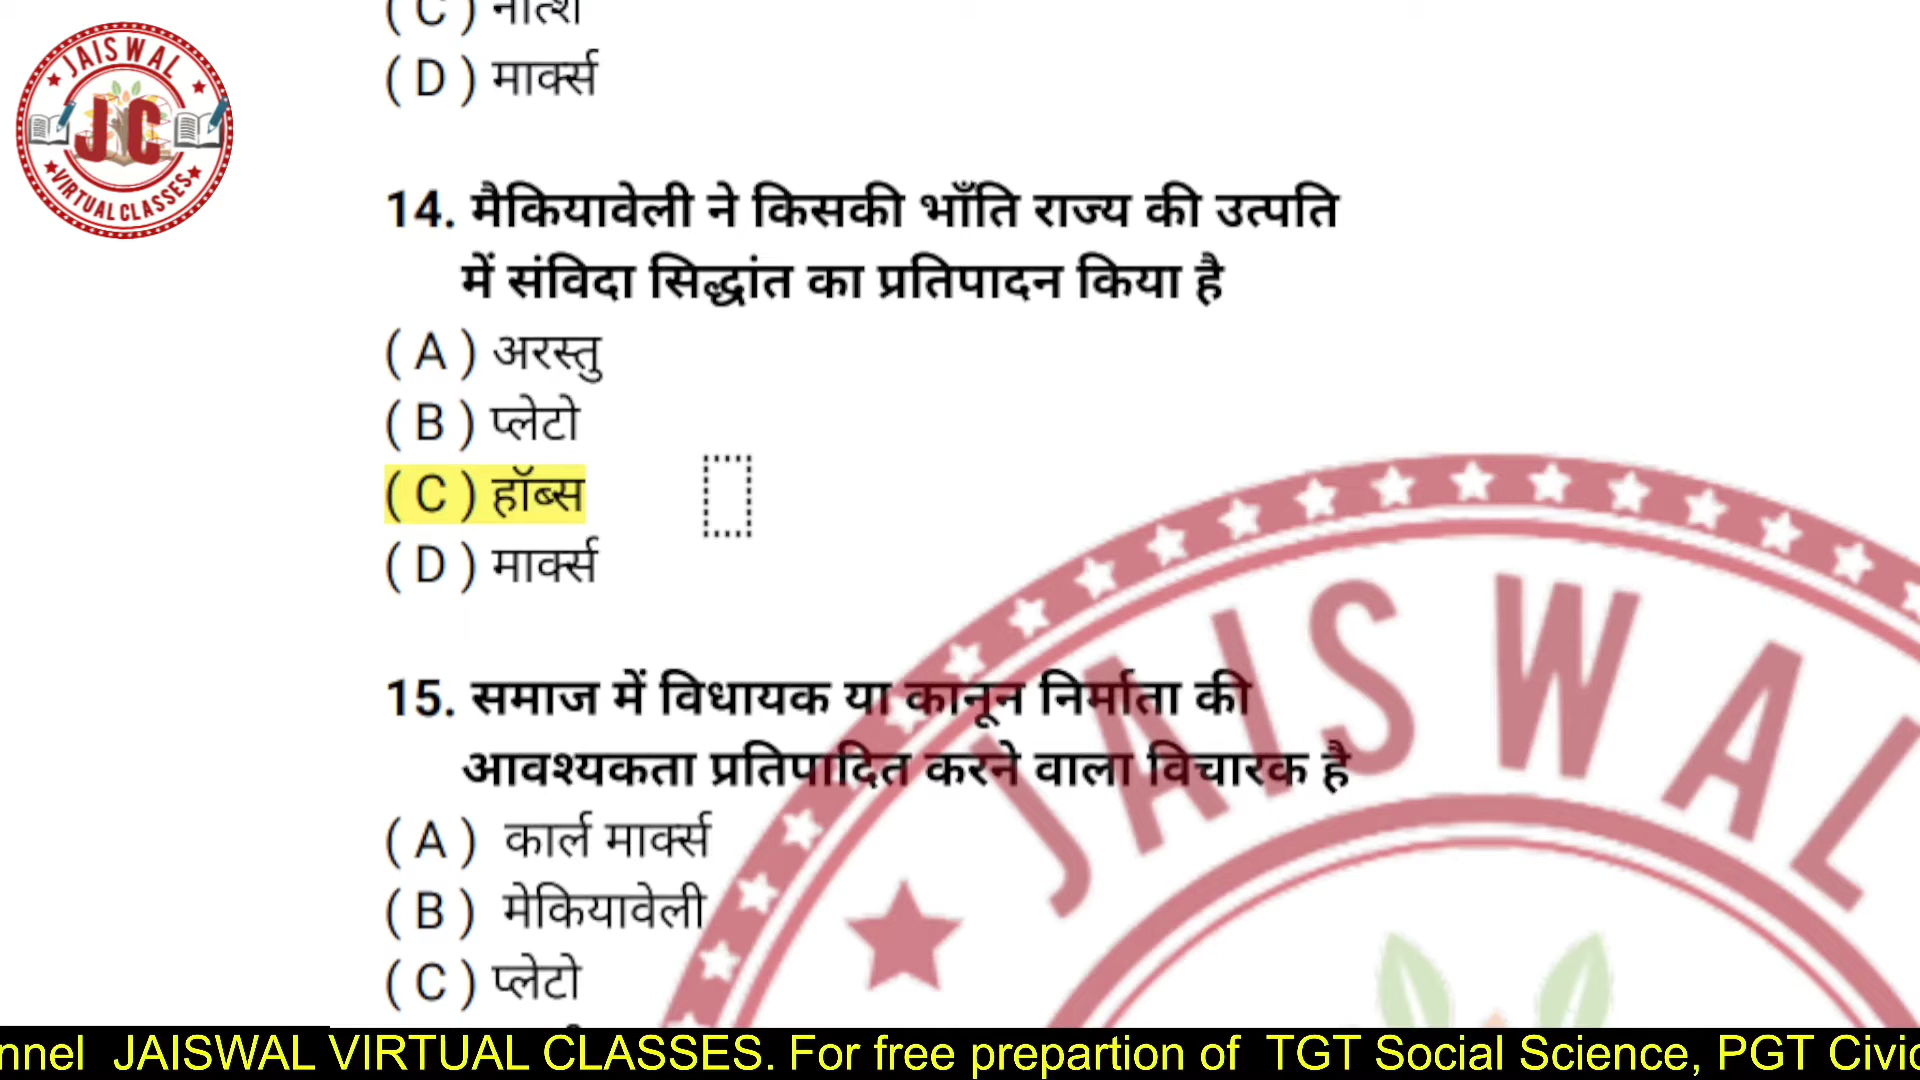 ( C ) नीत्शे
( D ) मार्क्स
JAISWAL
JC
VIRTUAL CLASSES
14. मैकियावेली ने किसकी भाँति राज्य की उत्पति
में संविदा सिद्धांत का प्रतिपादन किया है
( A ) अरस्तु
( B ) प्लेटो
( C ) हॉब्स
( D ) मार्क्स
15. समाज में विधायक या कानून निर्माता की
आवश्यकता प्रतिपादित करने वाला विचारक है
( A ) कार्ल मार्क्स
( B ) मेकियावेली
( C ) प्लेटो
JAISWAL
nnel JAISWAL VIRTUAL CLASSES. For free prepartion of TGT Social Science, PGT Civic